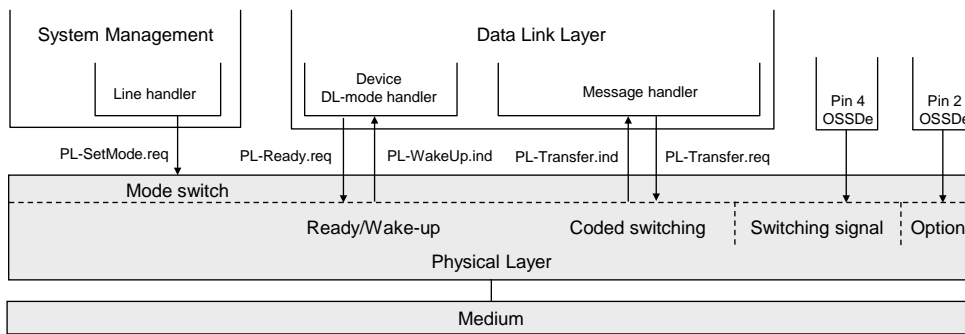 System Management
Data Link Layer
Line handler
Device
DL-mode handler
Message handler
Pin 4
OSSDe
Pin 2
OSSDe
PL-SetMode.req
PL-Ready.req
PL-WakeUp.ind
PL-Transfer.ind
PL-Transfer.req
Mode switch
Ready/Wake-up
Coded switching
Switching signal
Option
Physical Layer
Medium